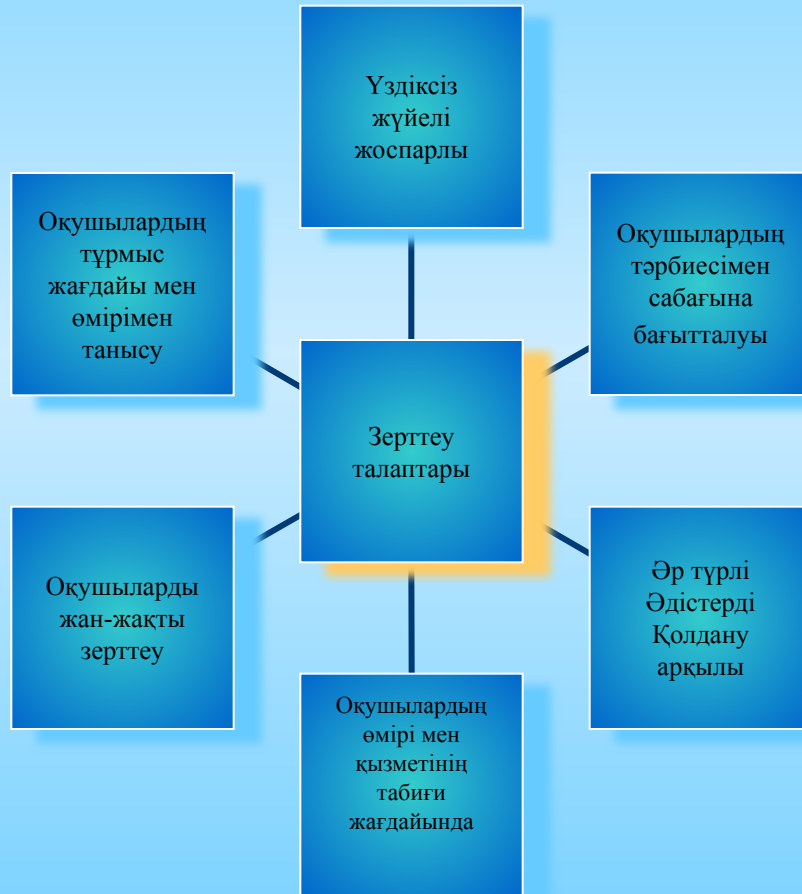 Үздіксіз
жүйелі
жоспарлы
Оқушылардың
тұрмыс
жағдайы мен
өмірімен
танысу
Оқушылардың
тәрбиесімен
сабағына
бағытталуы
Зерттеу
талаптары
Оқушыларды
жан-жақты
зерттеу
Әр түрлі
Әдістерді
Қолдану
арқылы
Оқушылардың
өмірі мен
қызметінің
табиғи
жағдайында